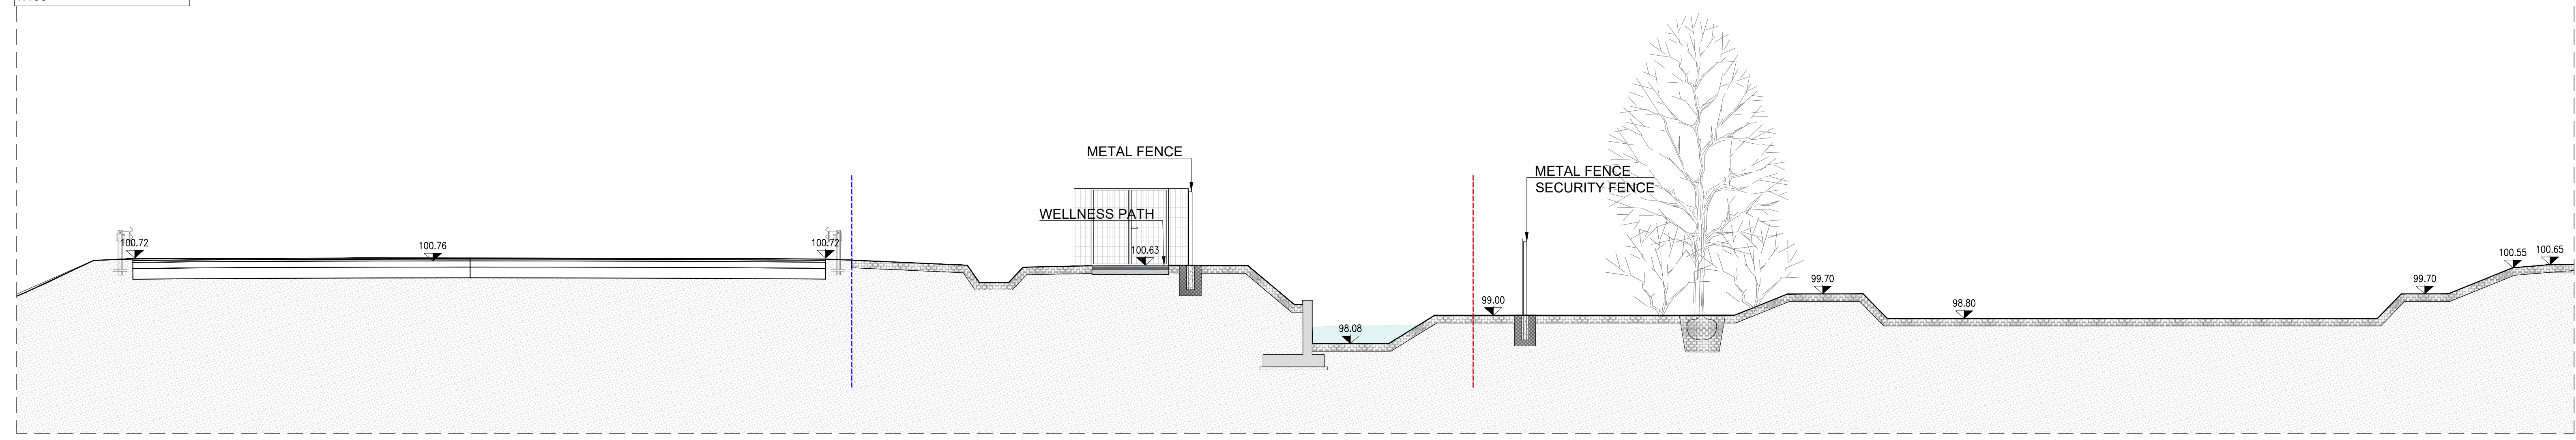 METAL FENCE
METAL FENCE
SECURITY FENCE
WELLNESS PATH
100.72
100.76
100.72
100.63
98.08
99.00
99.70
98.80
99.70
100.55
100.65